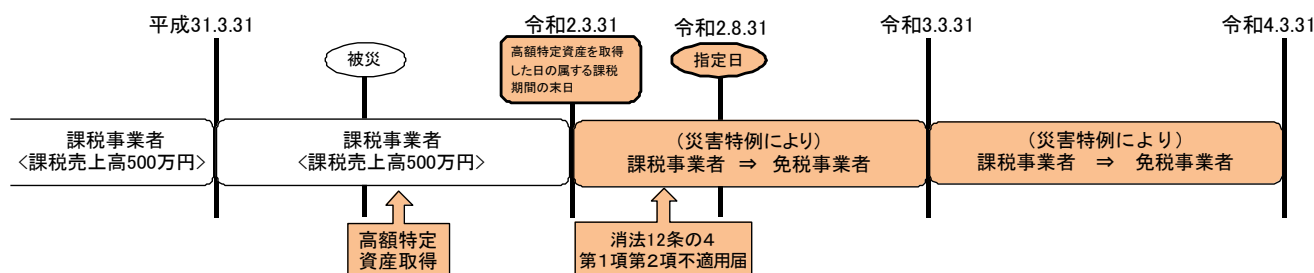 平成31.3.31
令和2.3.31
令和2.8.31
令和3.3.31
令和4.3.31
被災
高額特定資産を取得
した日の属する課税
期間の末日
指定日
課税事業者
<課税売上高500万円>
課税事業者
<課税売上高500万円>
(災害特例により)
課税事業者 ⇒ 免税事業者
(災害特例により)
課税事業者 ⇒ 免税事業者
高額特定
資産取得
消法12条の4
第1項第2項不適用届